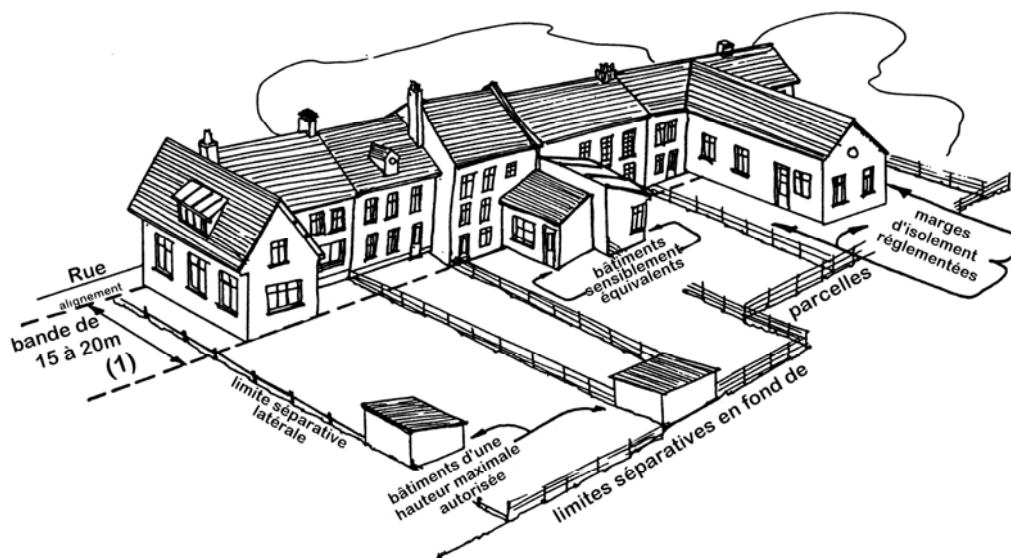 Rue
alignement
bande de
15 à 20m
(1)
limite séparative
latérale
bâtiments d'une
hauteur maximale
autorisée
bâtiments
sensiblement
équivalents
marges
d'isolement
réglementées
limites séparatives en fond de parcelles